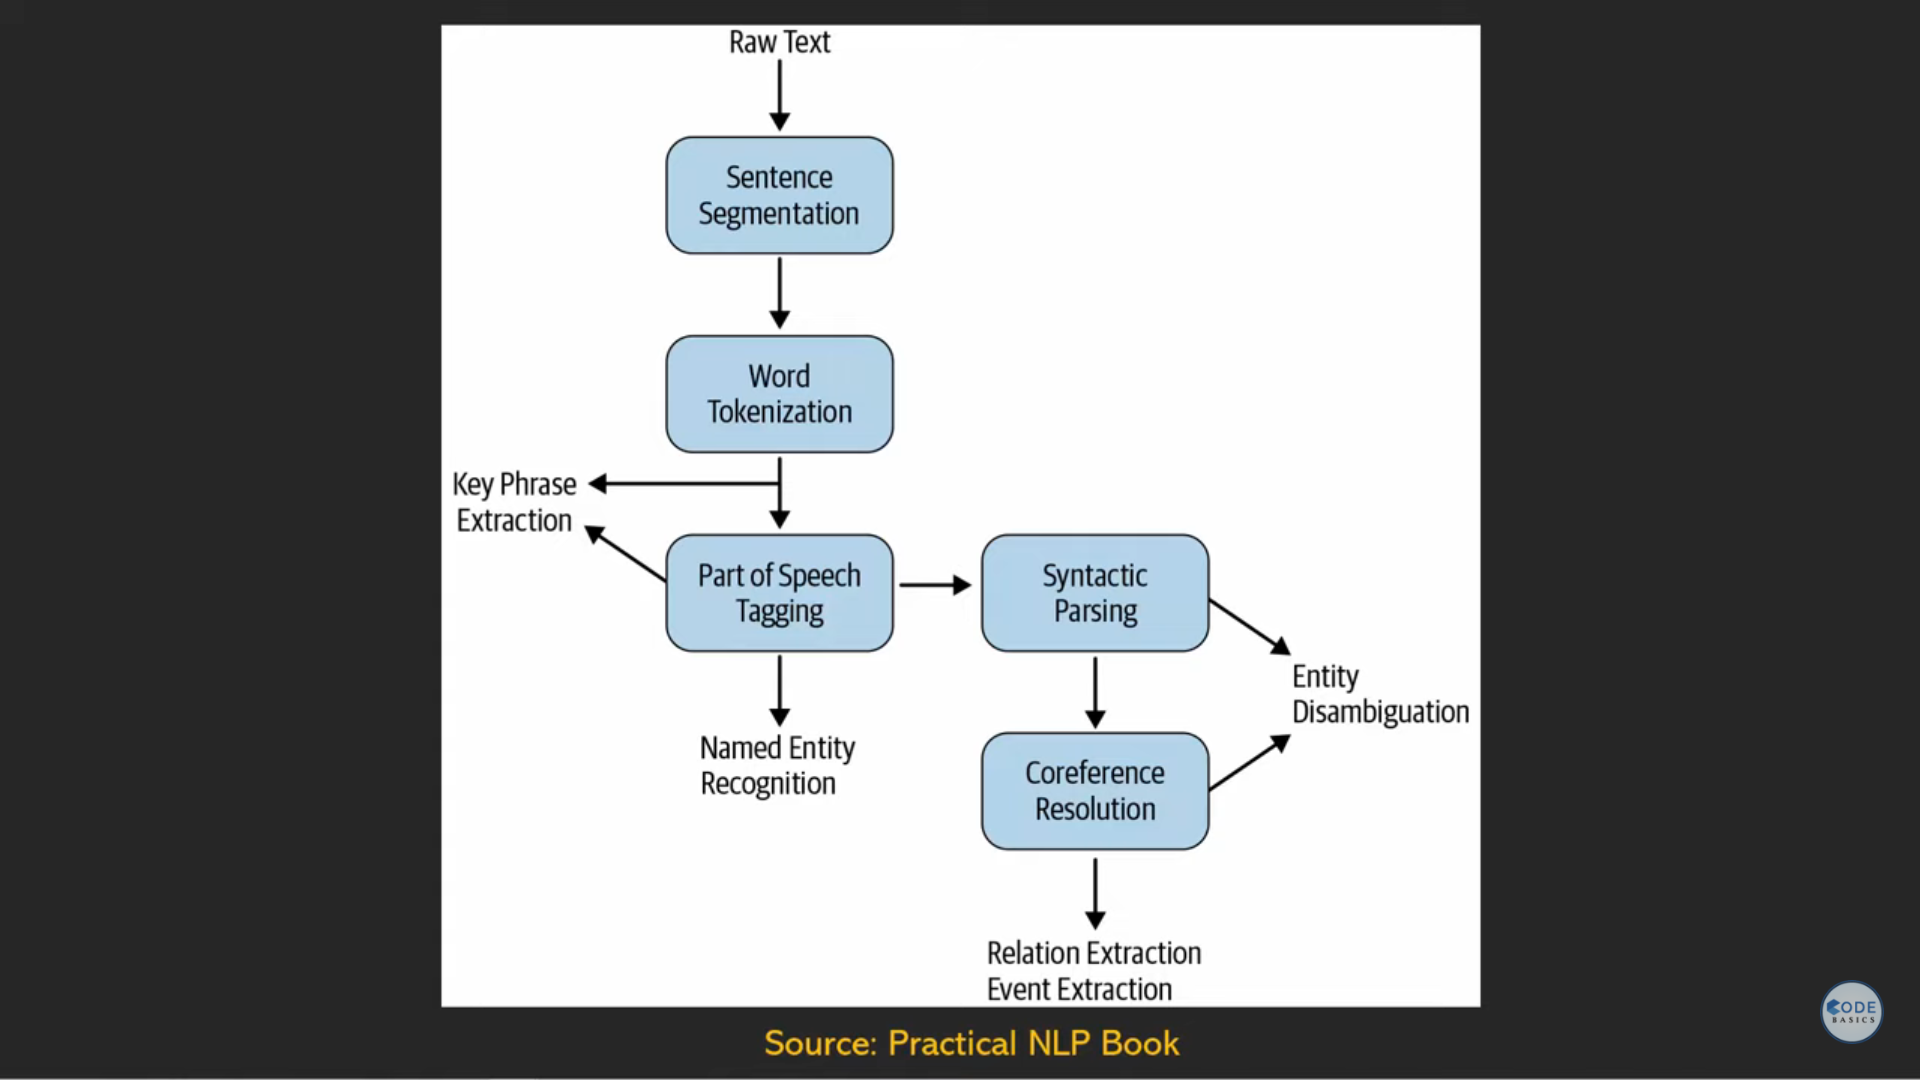 Raw Text
Sentence
Segmentation
Word
Tokenization
Key Phrase
Extraction
Part of Speech
Tagging
Syntactic
Parsing
Entity
Disambiguation
Named Entity
Recognition
Coreference
Resolution
Relation Extraction
Event Extraction
Source: Practical NLP Book
CODE
BASICS